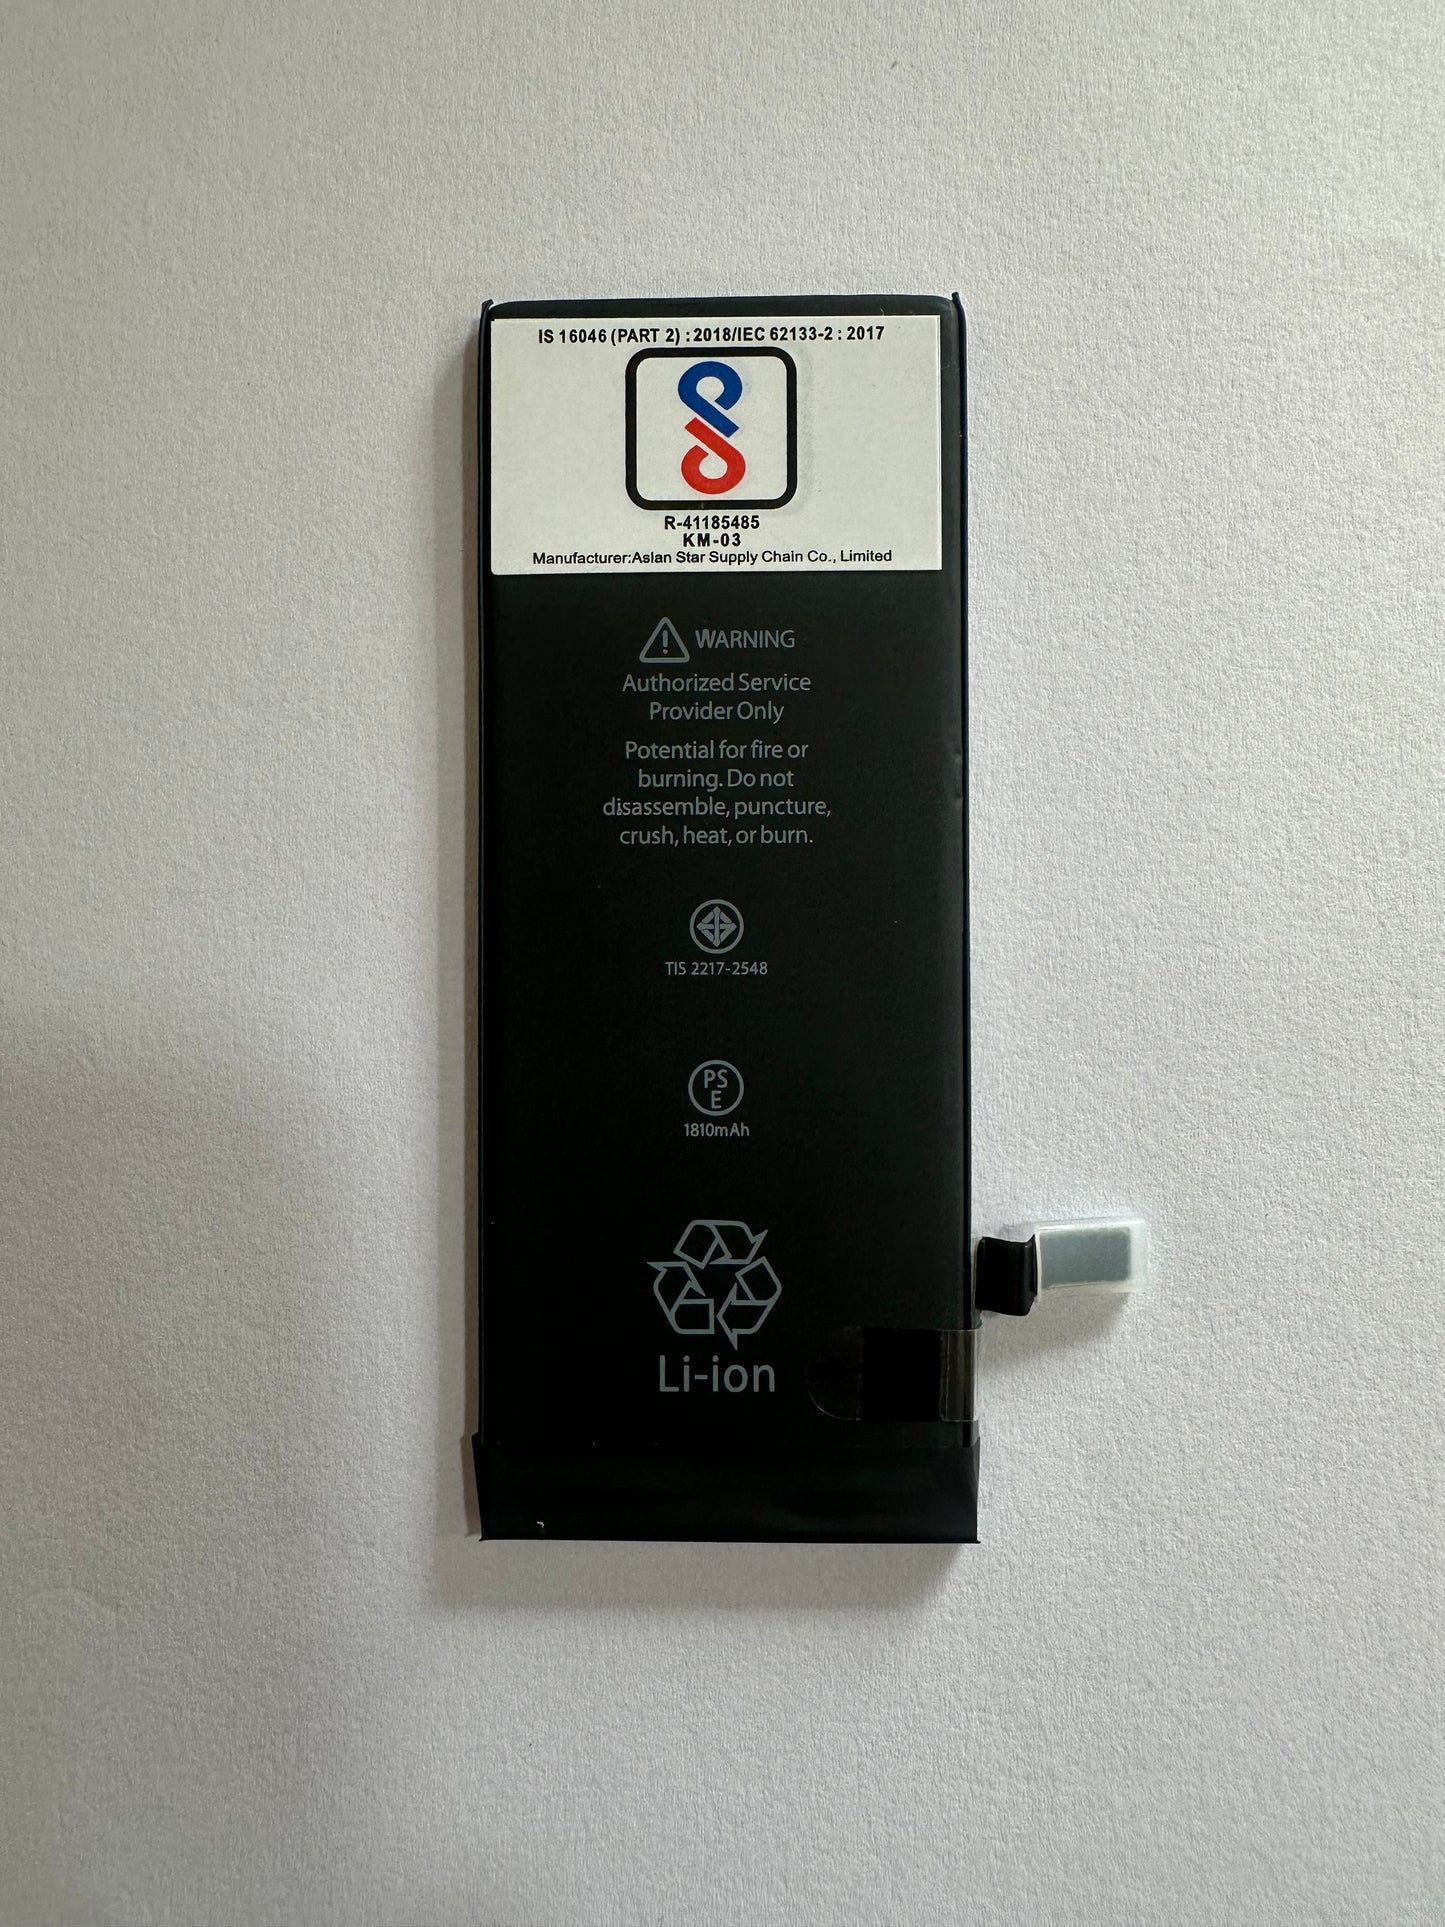 IS 16046 (PART 2) : 2018/IEC 62133-2 : 2017
R-41185485
KM-03
Manufacturer:Asian Star Supply Chain Co., Limited
WARNING
Authorized Service
Provider Only
Potential for fire or
burning. Do not
disassemble, puncture,
crush, heat, or burn.
TIS 2217-2548
PS
E
1810mAh
Li-ion